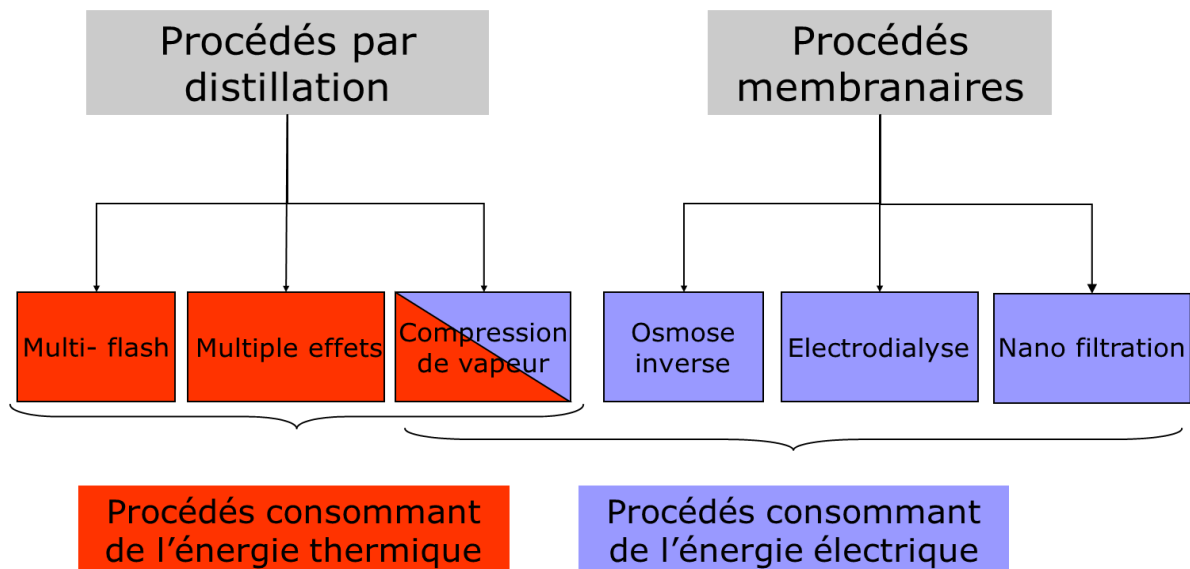 Procédés par
distillation
Procédés
membranaires
Multi- flash
Multiple effets
Compression
de vapeur
Osmose
inverse
Electrodialyse
Nano filtration
Procédés consommant
de l’énergie thermique
Procédés consommant
de l’énergie électrique